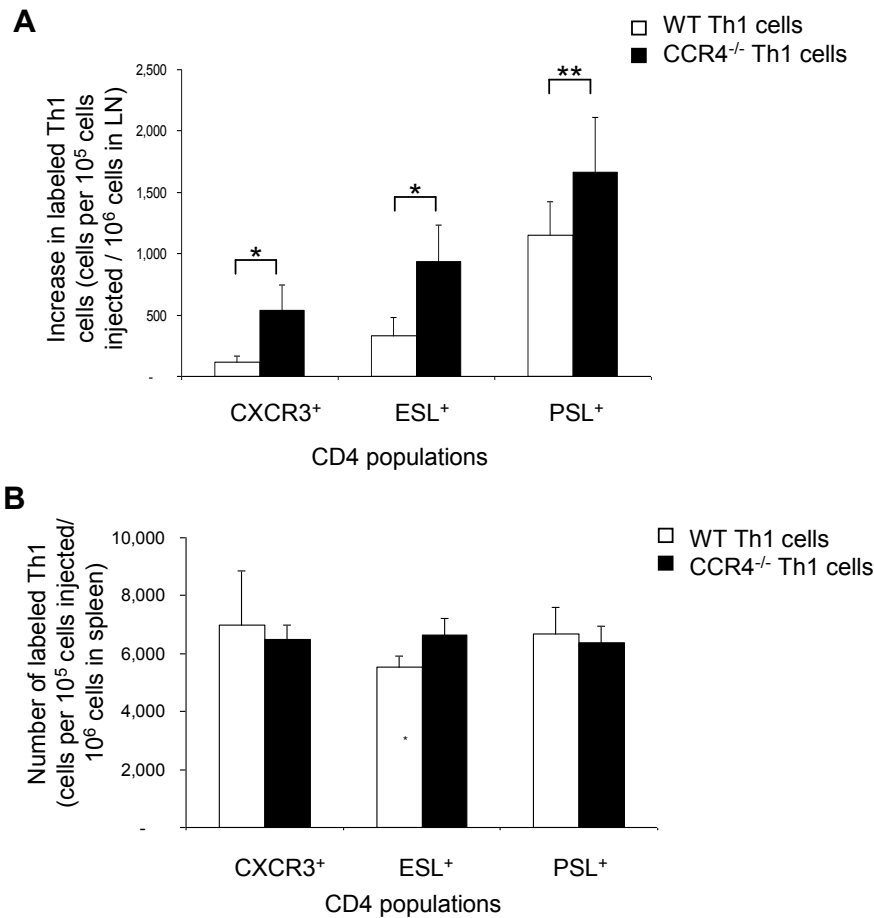 A
WT Th1 cells
CCR4-/- Th1 cells
Increase in labeled Th1
cells (cells per 10⁵ cells
injected / 10⁶ cells in LN)
2,500
2,000
1,500
1,000
500
-
*
*
**
CXCR3⁺
ESL⁺
PSL⁺
CD4 populations
B
WT Th1 cells
CCR4-/- Th1 cells
Number of labeled Th1
(cells per 10⁵ cells injected/
10⁶ cells in spleen)
10,000
8,000
6,000
4,000
2,000
-
*
CXCR3⁺
ESL⁺
PSL⁺
CD4 populations